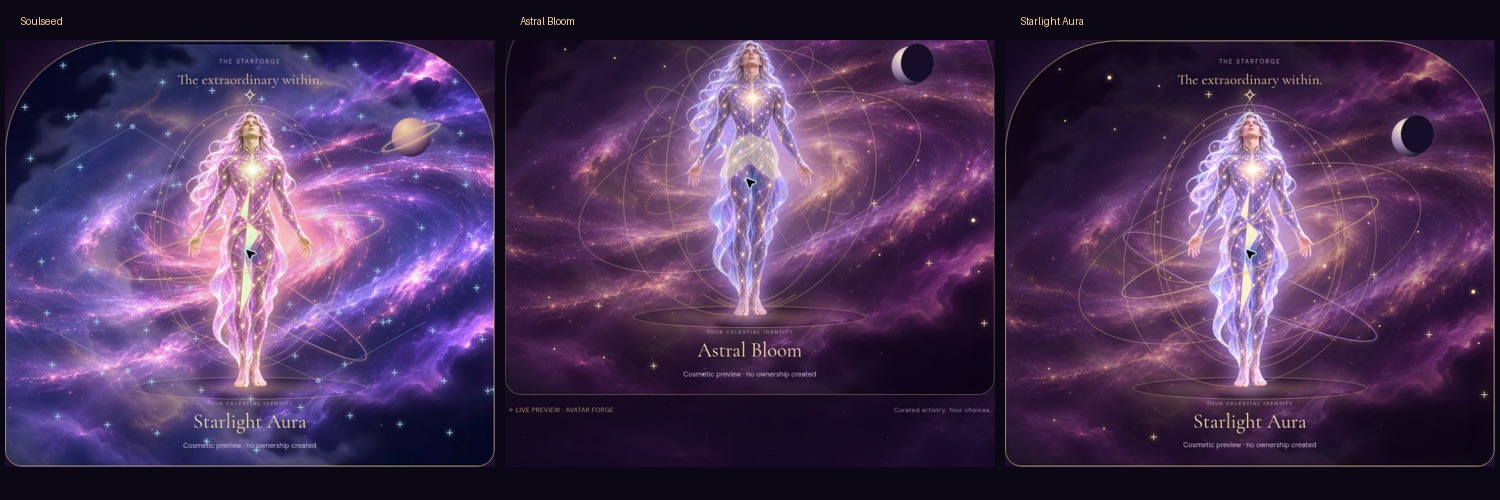 Soulseed
THE STARFORGE
The extraordinary within.
YOUR CELESTIAL IDENTITY
Starlight Aura
Cosmetic preview · no ownership created
Astral Bloom
YOUR CELESTIAL IDENTITY
Astral Bloom
Cosmetic preview · no ownership created
✧ LIVE PREVIEW · AVATAR FORGE
Curated artistry. Your choices.
Starlight Aura
THE STARFORGE
The extraordinary within.
YOUR CELESTIAL IDENTITY
Starlight Aura
Cosmetic preview · no ownership created